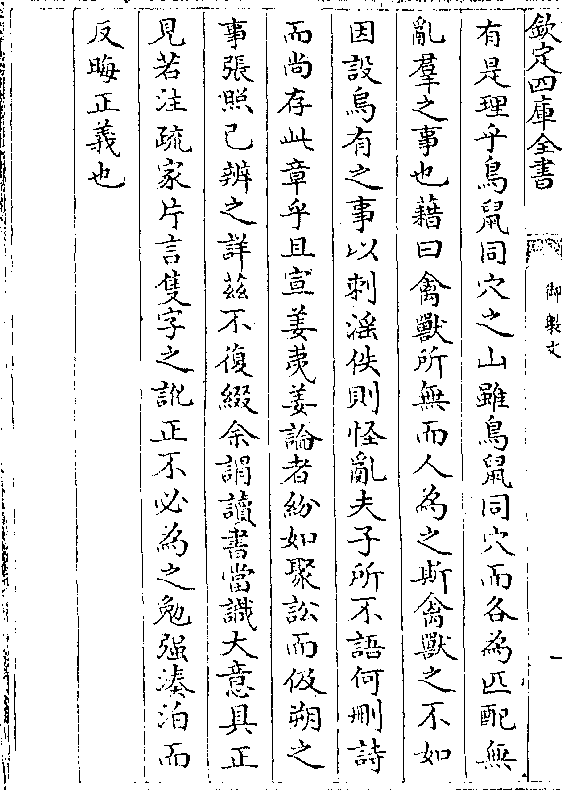 欽定四庫全書
御製文
一
有是理乎鳥鼠同穴之山雖鳥鼠同穴而各為匹配無
亂羣之事也藉曰禽獸所無而人為之斯禽獸之不如
因設烏有之事以刺淫佚則怪亂夫子所不語何刪詩
而尚存此章乎且宣姜夷姜論者紛如聚訟而伋朔之
事張照已辨之詳茲不復綴余謂讀書當識大意具正
見若注疏家片言隻字之訛正不必為之勉强湊泊而
反晦正義也